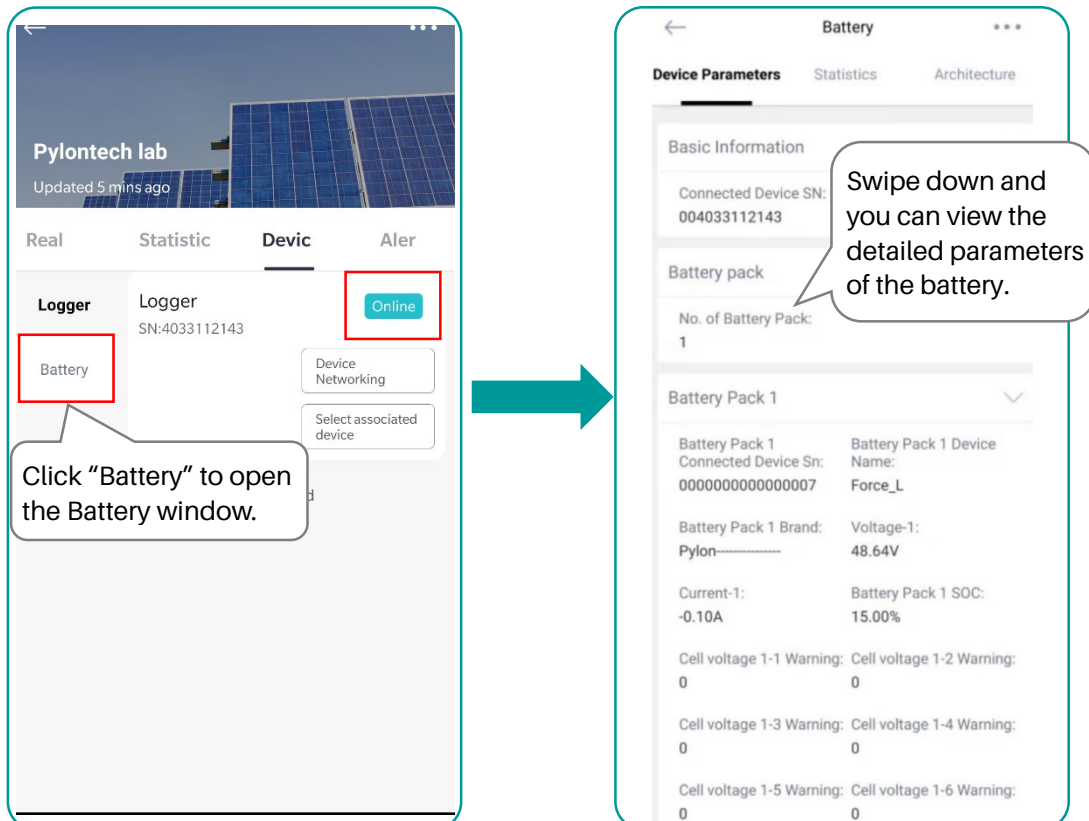 Pylontech lab
Updated 5 mins ago
Real Statistic Devic Aler
Logger
Battery
Logger
SN:4033112143
Online
Device
Networking
Select associated
device
Click “Battery” to open
the Battery window.
d
Battery
Device Parameters Statistics Architecture
Basic Information
Connected Device SN:
004033112143
Swipe down and
you can view the
detailed parameters
of the battery.
Battery pack
No. of Battery Pack:
1
Battery Pack 1
Battery Pack 1
Connected Device Sn:
0000000000000007
Battery Pack 1 Device
Name:
Force_L
Battery Pack 1 Brand:
Pylon---------------
Voltage-1:
48.64V
Current-1:
-0.10A
Battery Pack 1 SOC:
15.00%
Cell voltage 1-1 Warning: Cell voltage 1-2 Warning:
0 0
Cell voltage 1-3 Warning: Cell voltage 1-4 Warning:
0 0
Cell voltage 1-5 Warning: Cell voltage 1-6 Warning:
0 0